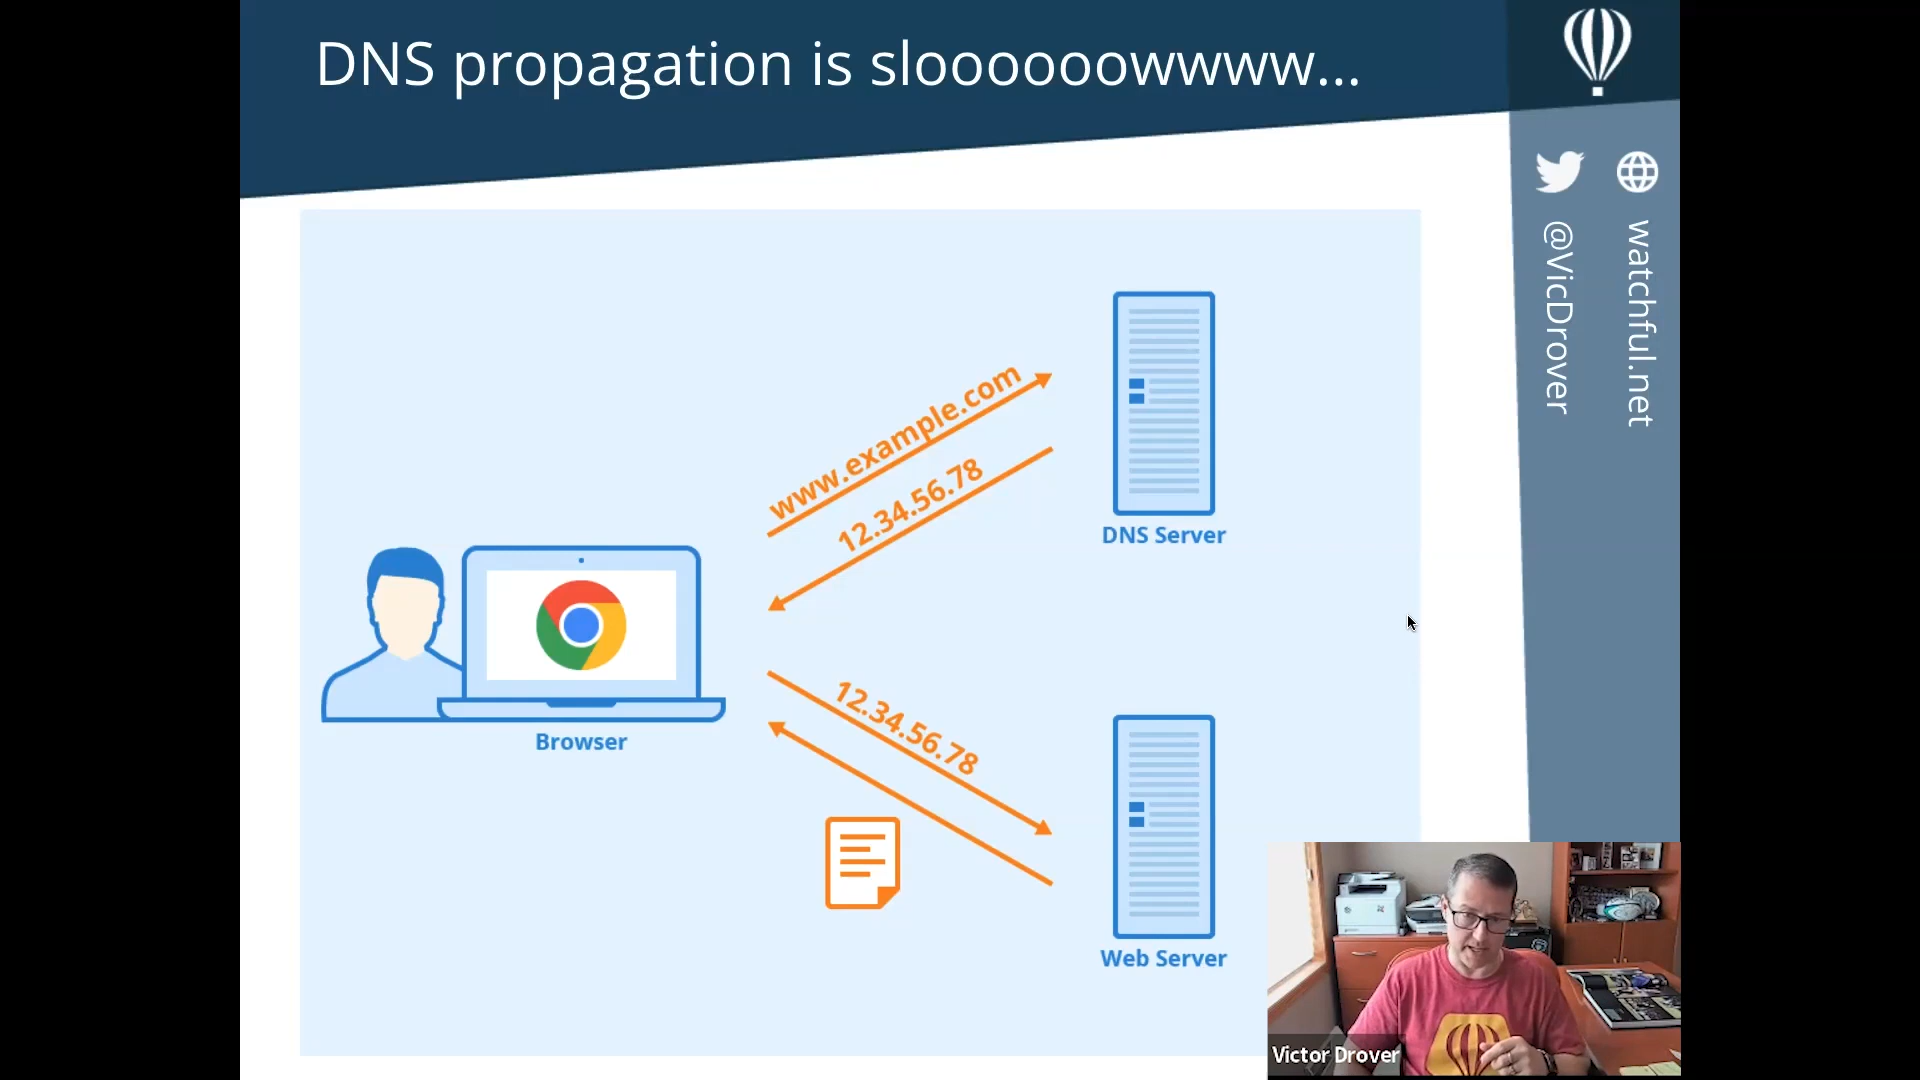 DNS propagation is sloooooowwww...
@VicDrover
watchful.net
www.example.com
12.34.56.78
DNS Server
Browser
12.34.56.78
Web Server
Victor Drover